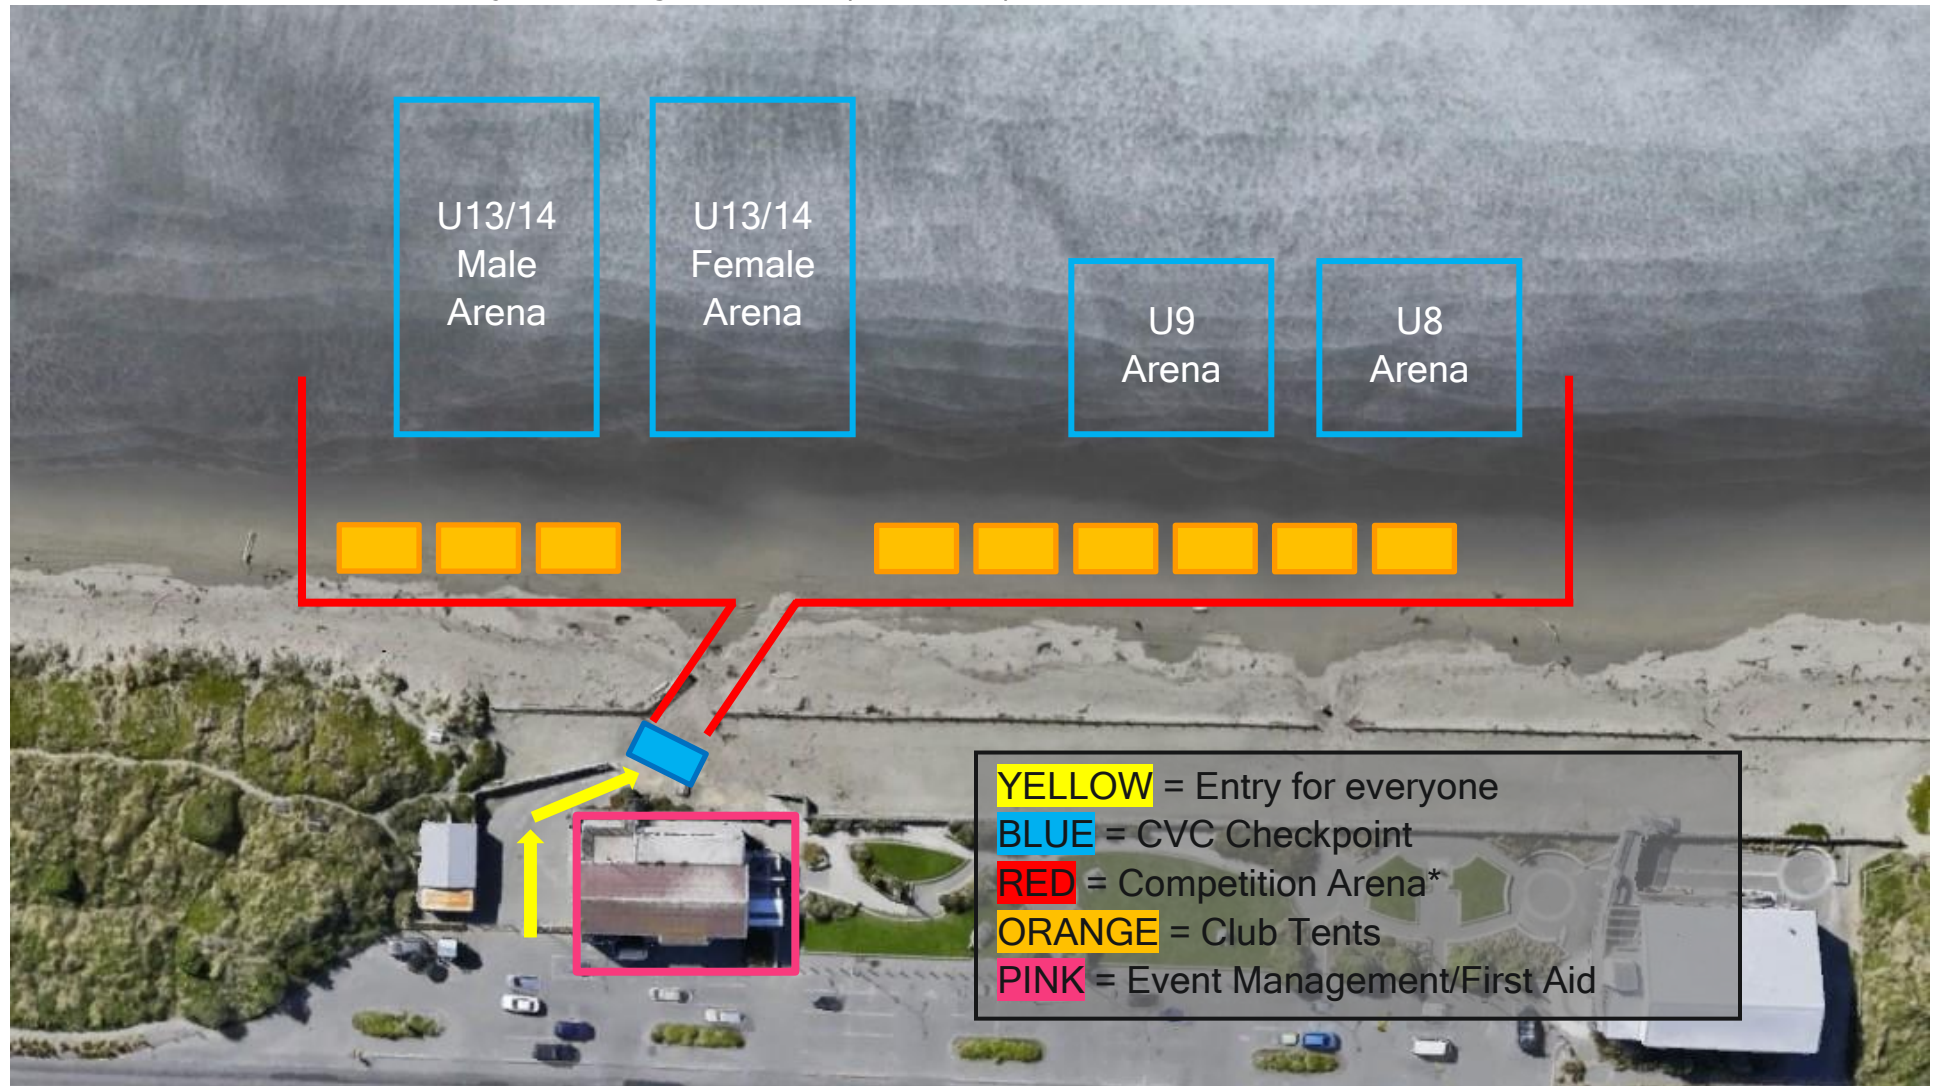 U13/14
Male
Arena
U13/14
Female
Arena
U9
Arena
U8
Arena
YELLOW = Entry for everyone
BLUE = CVC Checkpoint
RED = Competition Arena*
ORANGE = Club Tents
PINK = Event Management/First Aid